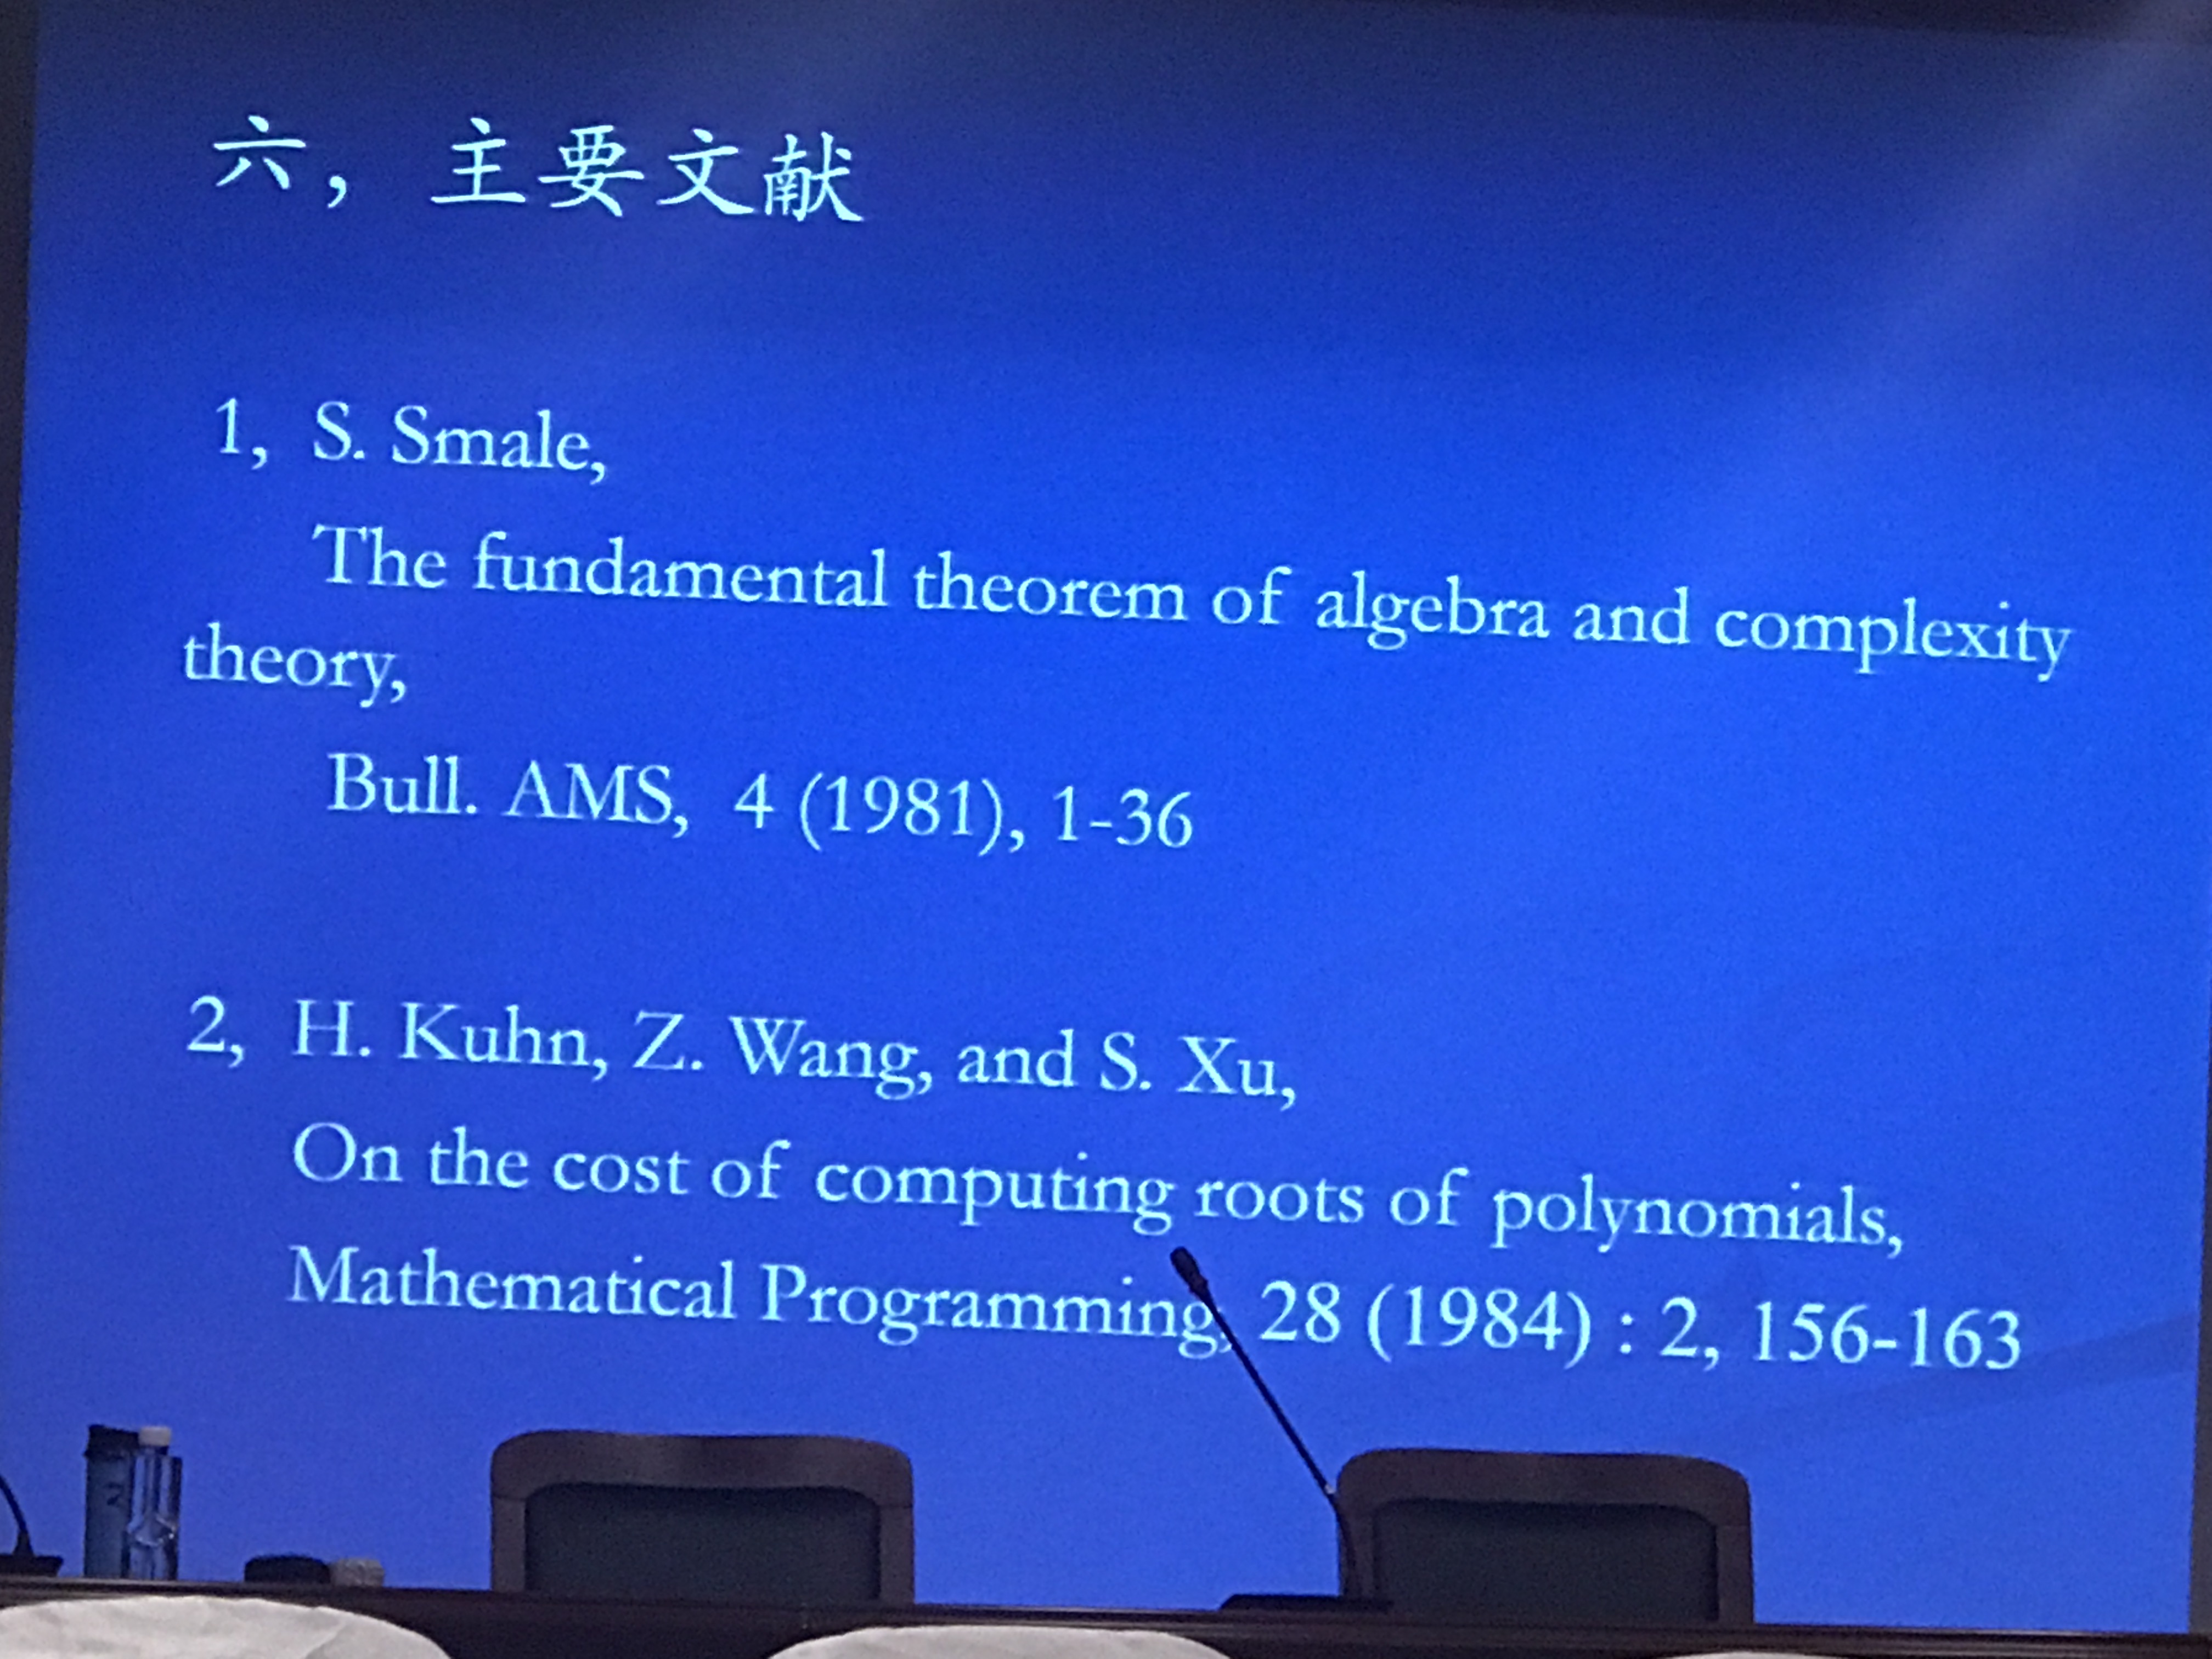 六，主要文献
1, S. Smale,
The fundamental theorem of algebra and complexity
theory,
Bull. AMS, 4 (1981), 1-36
2, H. Kuhn, Z. Wang, and S. Xu,
On the cost of computing roots of polynomials,
Mathematical Programming, 28 (1984) : 2, 156-163